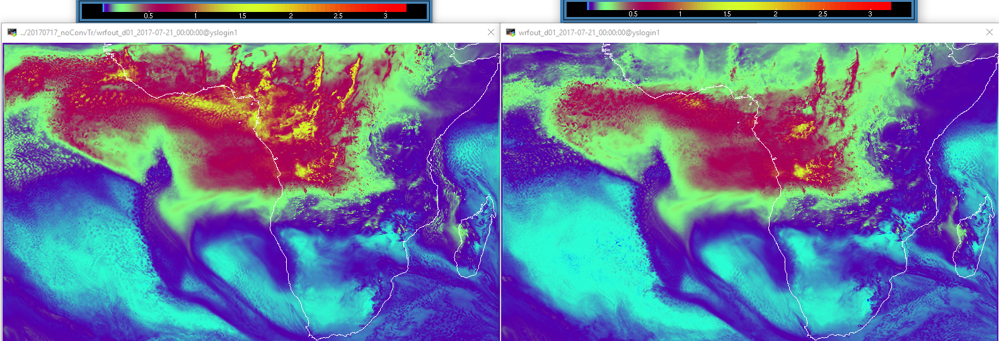 0.5 1 1.5 2 2.5 3
0.5 1 1.5 2 2.5 3
../20170717_noConvTr/wrfout_d01_2017-07-21_00:00:00@yslogin1
wrfout_d01_2017-07-21_00:00:00@yslogin1